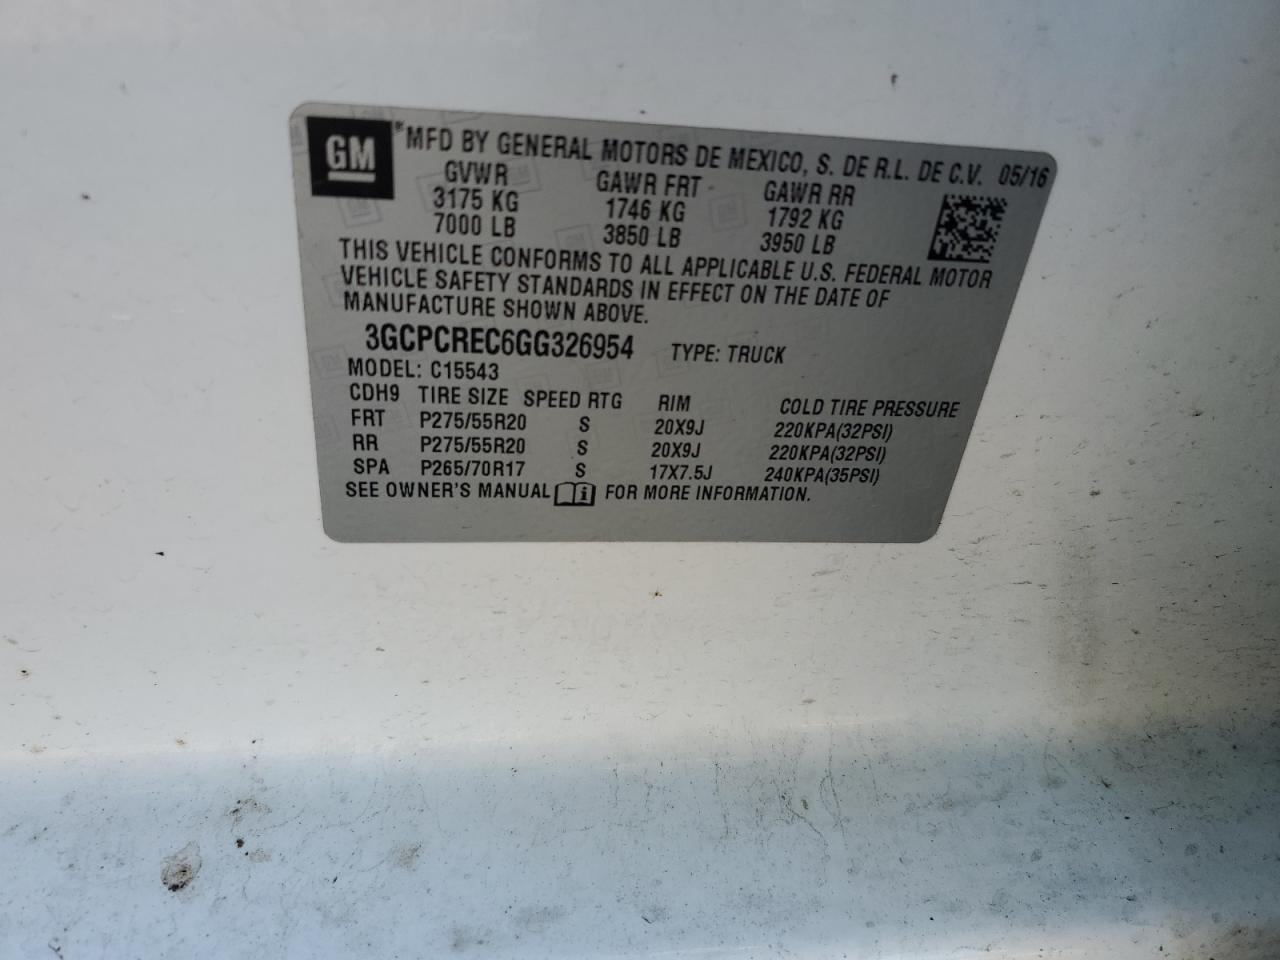 GM ® MFD BY GENERAL MOTORS DE MEXICO, S. DE R.L. DE C.V. 05/16
GVWR GAWR FRT GAWR RR
3175 KG 1746 KG 1792 KG
7000 LB 3850 LB 3950 LB
THIS VEHICLE CONFORMS TO ALL APPLICABLE U.S. FEDERAL MOTOR
VEHICLE SAFETY STANDARDS IN EFFECT ON THE DATE OF
MANUFACTURE SHOWN ABOVE.
3GCPCREC6GG326954 TYPE: TRUCK
MODEL: C15543
CDH9 TIRE SIZE SPEED RTG RIM COLD TIRE PRESSURE
FRT P275/55R20 S 20X9J 220KPA(32PSI)
RR P275/55R20 S 20X9J 220KPA(32PSI)
SPA P265/70R17 S 17X7.5J 240KPA(35PSI)
SEE OWNER'S MANUAL i FOR MORE INFORMATION.